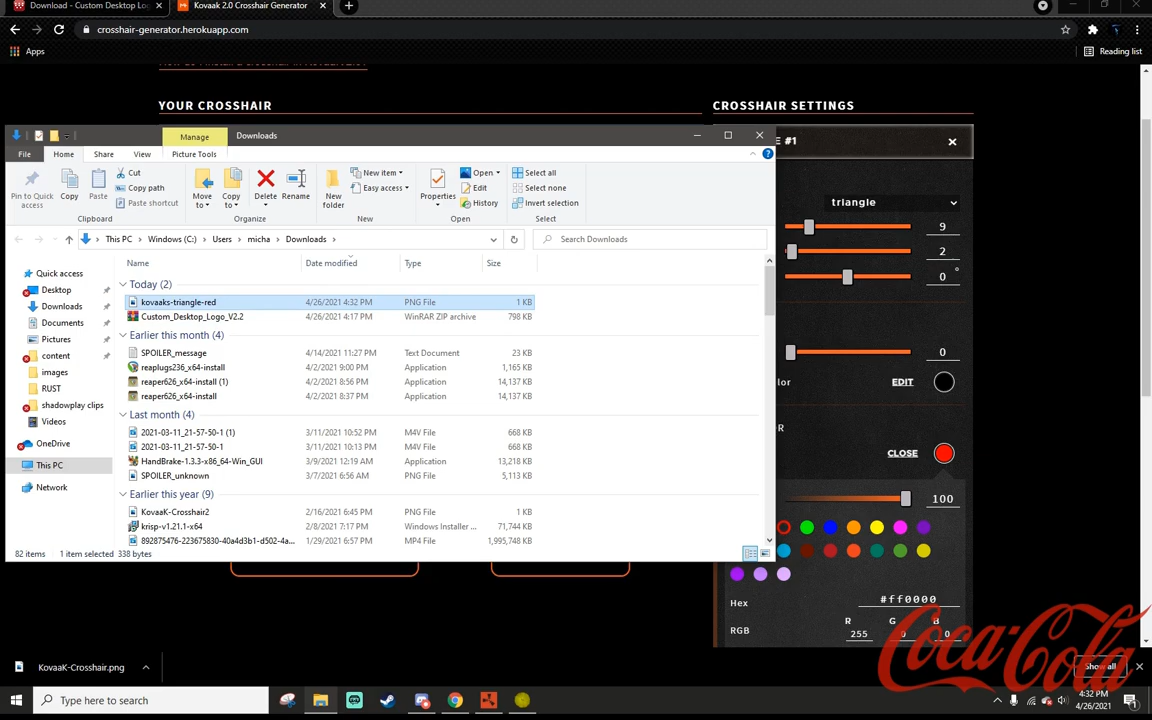 Download - Custom Desktop Lo
Kovaak 2.0 Crosshair Generator
crosshair-generator.herokuapp.com
Apps
Reading list
YOUR CROSSHAIR
CROSSHAIR SETTINGS
Manage
Downloads
E #1
File
Home
Share
View
Picture Tools
Pin to Quick access
Copy
Paste
Cut
Copy path
Paste shortcut
Move to
Copy to
Delete
Rename
New folder
New item
Easy access
Properties
Open
Edit
History
Select all
Select none
Invert selection
Clipboard
Organize
New
Open
Select
triangle
9
2
0 °
This PC > Windows (C:) > Users > micha > Downloads >
Search Downloads
Name
Date modified
Type
Size
Quick access
Desktop
Downloads
Documents
Pictures
content
images
RUST
shadowplay clips
Videos
OneDrive
This PC
Network
Today (2)
kovaaks-triangle-red 4/26/2021 4:32 PM PNG File 1 KB
Custom_Desktop_Logo_V2.2 4/26/2021 4:17 PM WinRAR ZIP archive 798 KB
Earlier this month (4)
SPOILER_message 4/14/2021 11:27 PM Text Document 23 KB
reaplugs236_x64-install 4/2/2021 9:00 PM Application 1,165 KB
reaper626_x64-install (1) 4/2/2021 8:56 PM Application 14,137 KB
reaper626_x64-install 4/2/2021 8:37 PM Application 14,137 KB
Last month (4)
2021-03-11_21-57-50-1 (1) 3/11/2021 10:52 PM M4V File 668 KB
2021-03-11_21-57-50-1 3/11/2021 10:13 PM M4V File 668 KB
HandBrake-1.3.3-x86_64-Win_GUI 3/9/2021 12:19 AM Application 13,218 KB
SPOILER_unknown 3/7/2021 6:56 AM PNG File 5,113 KB
Earlier this year (9)
KovaaK-Crosshair2 2/16/2021 6:45 PM PNG File 1 KB
krisp-v1.21.1-x64 2/8/2021 7:17 PM Windows Installer ... 71,744 KB
892875476-223675830-40a4d3b1-d502-4a... 1/29/2021 6:57 PM MP4 File 1,995,748 KB
82 items
1 item selected 338 bytes
0
lor
EDIT
R
CLOSE
100
Hex
#ff0000
RGB
R G B
255 0 0
Coca-Cola
KovaaK-Crosshair.png
Show all
Type here to search
4:32 PM
4/26/2021
1